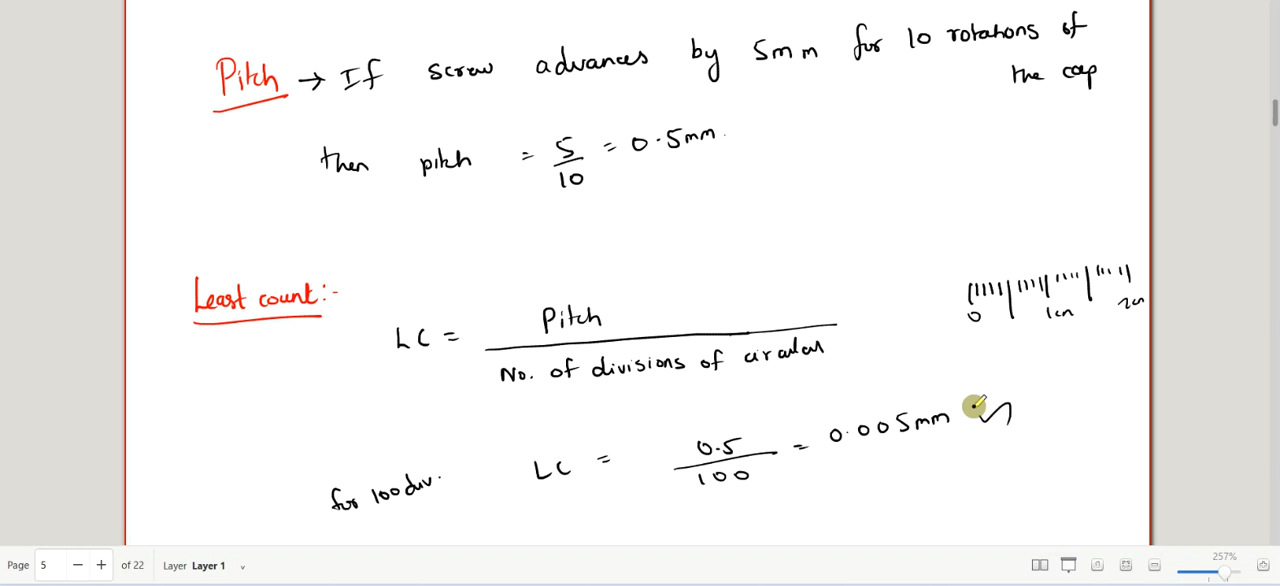 Pitch → If screw advances by 5mm for 10 rotations of
the cap
then pitch = 5/10 = 0.5mm.
Least count:-
0 1cm 2cm
LC = Pitch / No. of divisions of circular
for 100 div. LC = 0.5/100 = 0.005mm
Page 5 − + of 22 Layer Layer 1
257%
− +